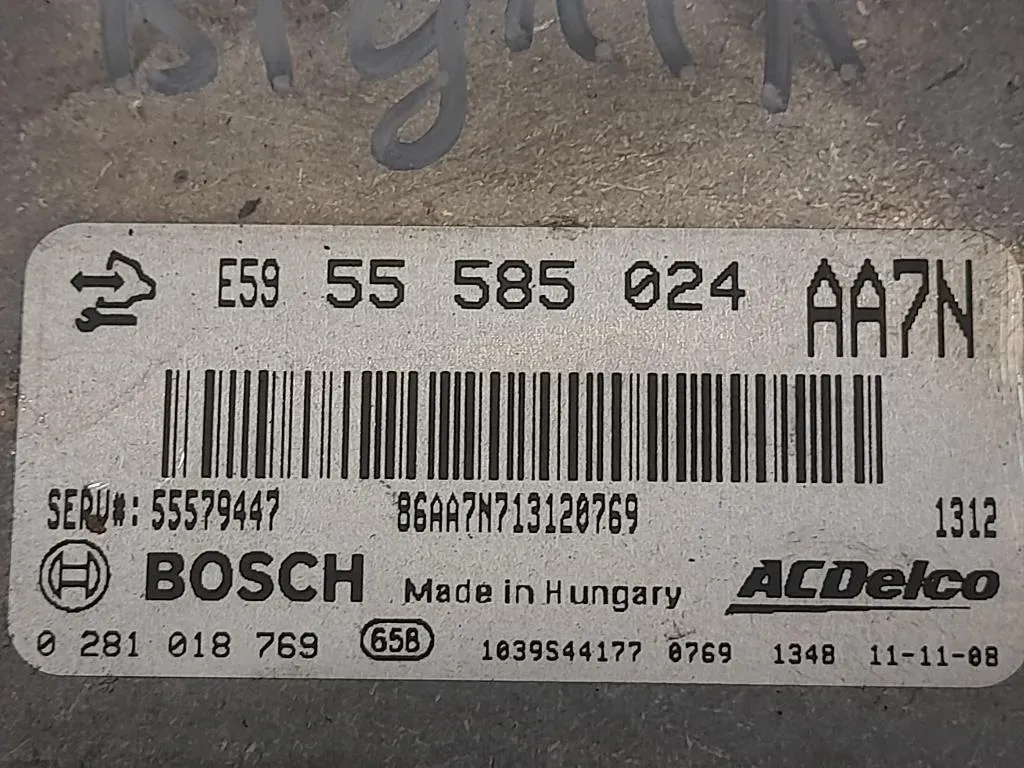 E59 55 585 024 AA7N
SERV#: 55579447 86AA7N713120769 1312
BOSCH Made in Hungary ACDelco
0 281 018 769 65B 1039S44177 0769 1348 11-11-08